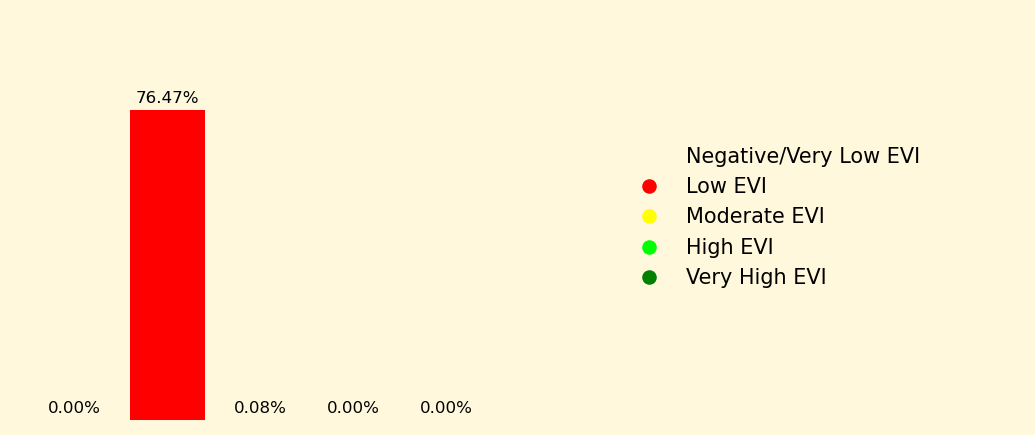 76.47%
0.00%
0.08%
0.00%
0.00%
Negative/Very Low EVI
Low EVI
Moderate EVI
High EVI
Very High EVI